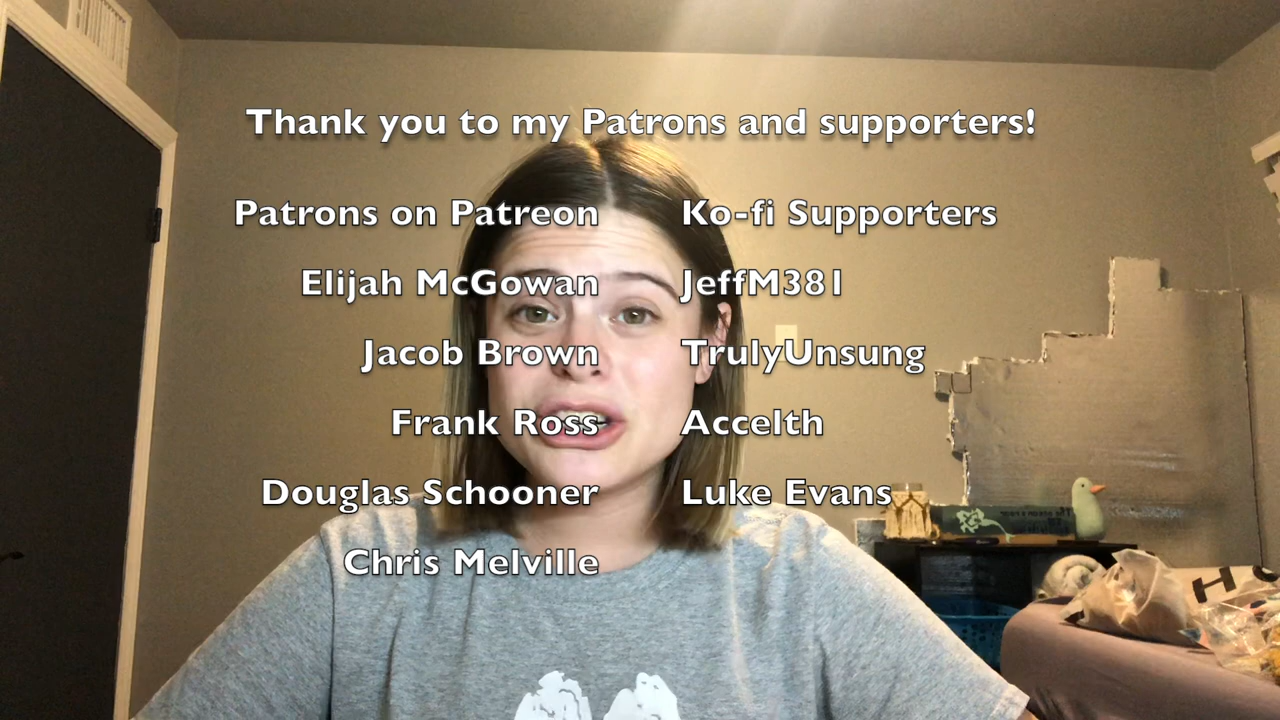 Thank you to my Patrons and supporters!
Patrons on Patreon
Elijah McGowan
Jacob Brown
Frank Ross
Douglas Schooner
Chris Melville
Ko-fi Supporters
JeffM381
TrulyUnsung
Accelth
Luke Evans
H